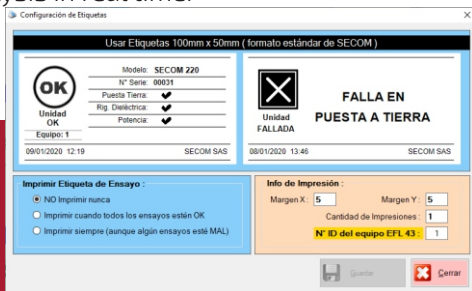 Configuración de Etiquetas
Usar Etiquetas 100mm x 50mm ( formato estándar de SECOM )
OK
Unidad
OK
Equipo: 1
Modelo: SECOM 220
N° Serie: 00031
Puesta Tierra: ✔
Rig. Dieléctrica: ✔
Potencia: ✔
09/01/2020 12:19 SECOM SAS
Unidad
FALLADA
FALLA EN
PUESTA A TIERRA
08/01/2020 13:46 SECOM SAS
Imprimir Etiqueta de Ensayo :
NO Imprimir nunca
Imprimir cuando todos los ensayos estén OK
Imprimir siempre (aunque algún ensayos esté MAL)
Info de Impresión :
Margen X : 5 Margen Y : 5
Cantidad de Impresiones : 1
N° ID del equipo EFL 43 : 1
Guardar
Cerrar